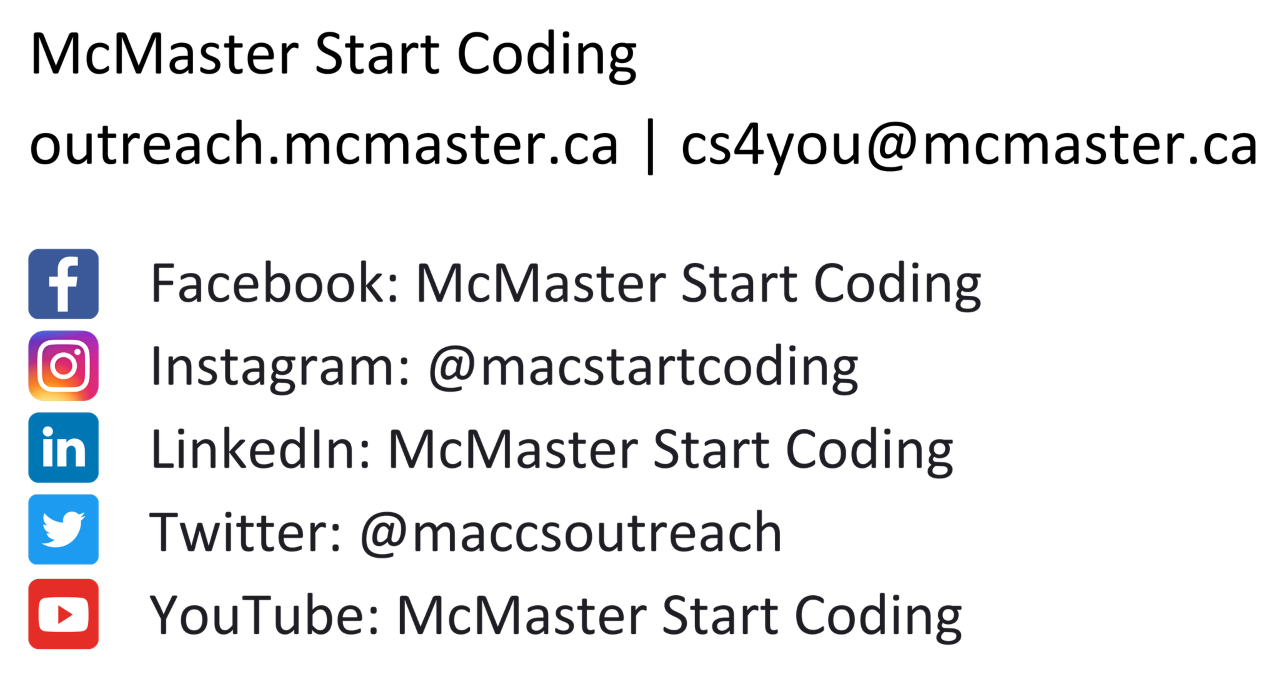 McMaster Start Coding
outreach.mcmaster.ca | cs4you@mcmaster.ca
Facebook: McMaster Start Coding
Instagram: @macstartcoding
LinkedIn: McMaster Start Coding
Twitter: @maccsoutreach
YouTube: McMaster Start Coding